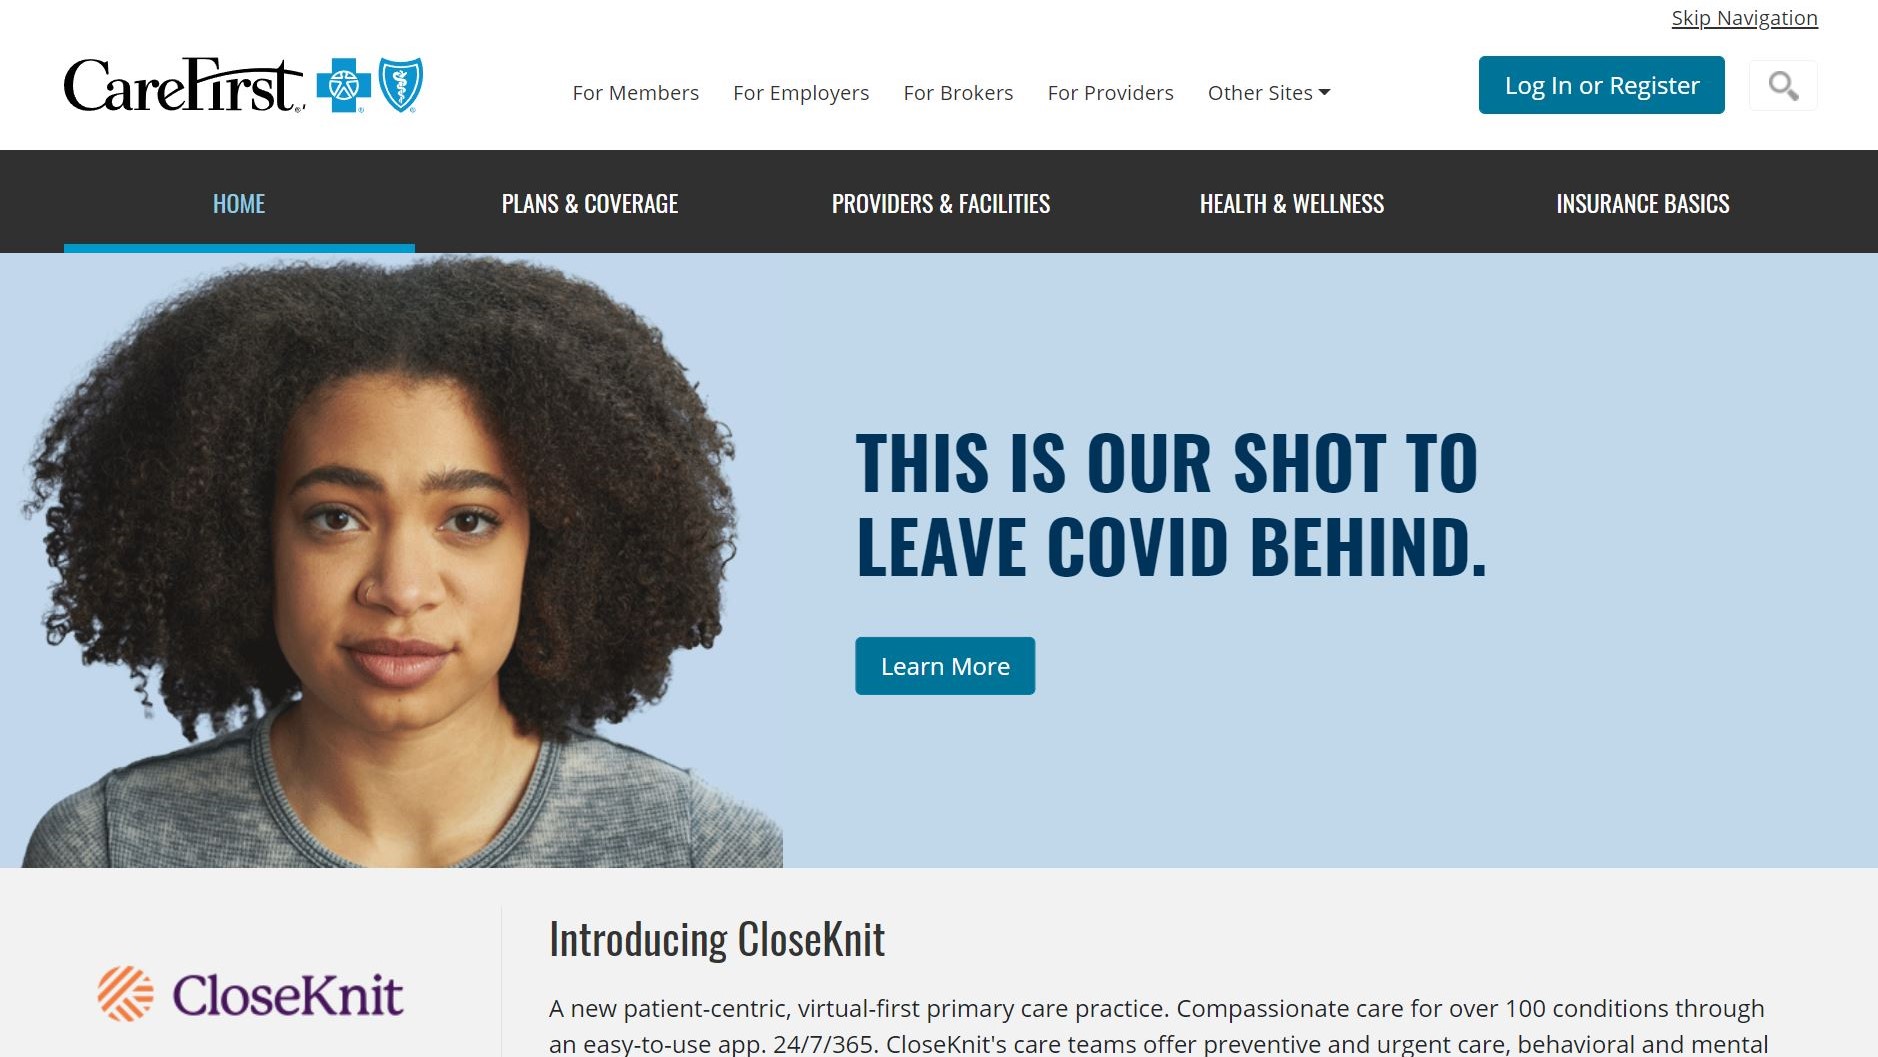 Skip Navigation
CareFirst
For Members
For Employers
For Brokers
For Providers
Other Sites
Log In or Register
HOME
PLANS & COVERAGE
PROVIDERS & FACILITIES
HEALTH & WELLNESS
INSURANCE BASICS
THIS IS OUR SHOT TO
LEAVE COVID BEHIND.
Learn More
CloseKnit
Introducing CloseKnit
A new patient-centric, virtual-first primary care practice. Compassionate care for over 100 conditions through
an easy-to-use app. 24/7/365. CloseKnit's care teams offer preventive and urgent care, behavioral and mental